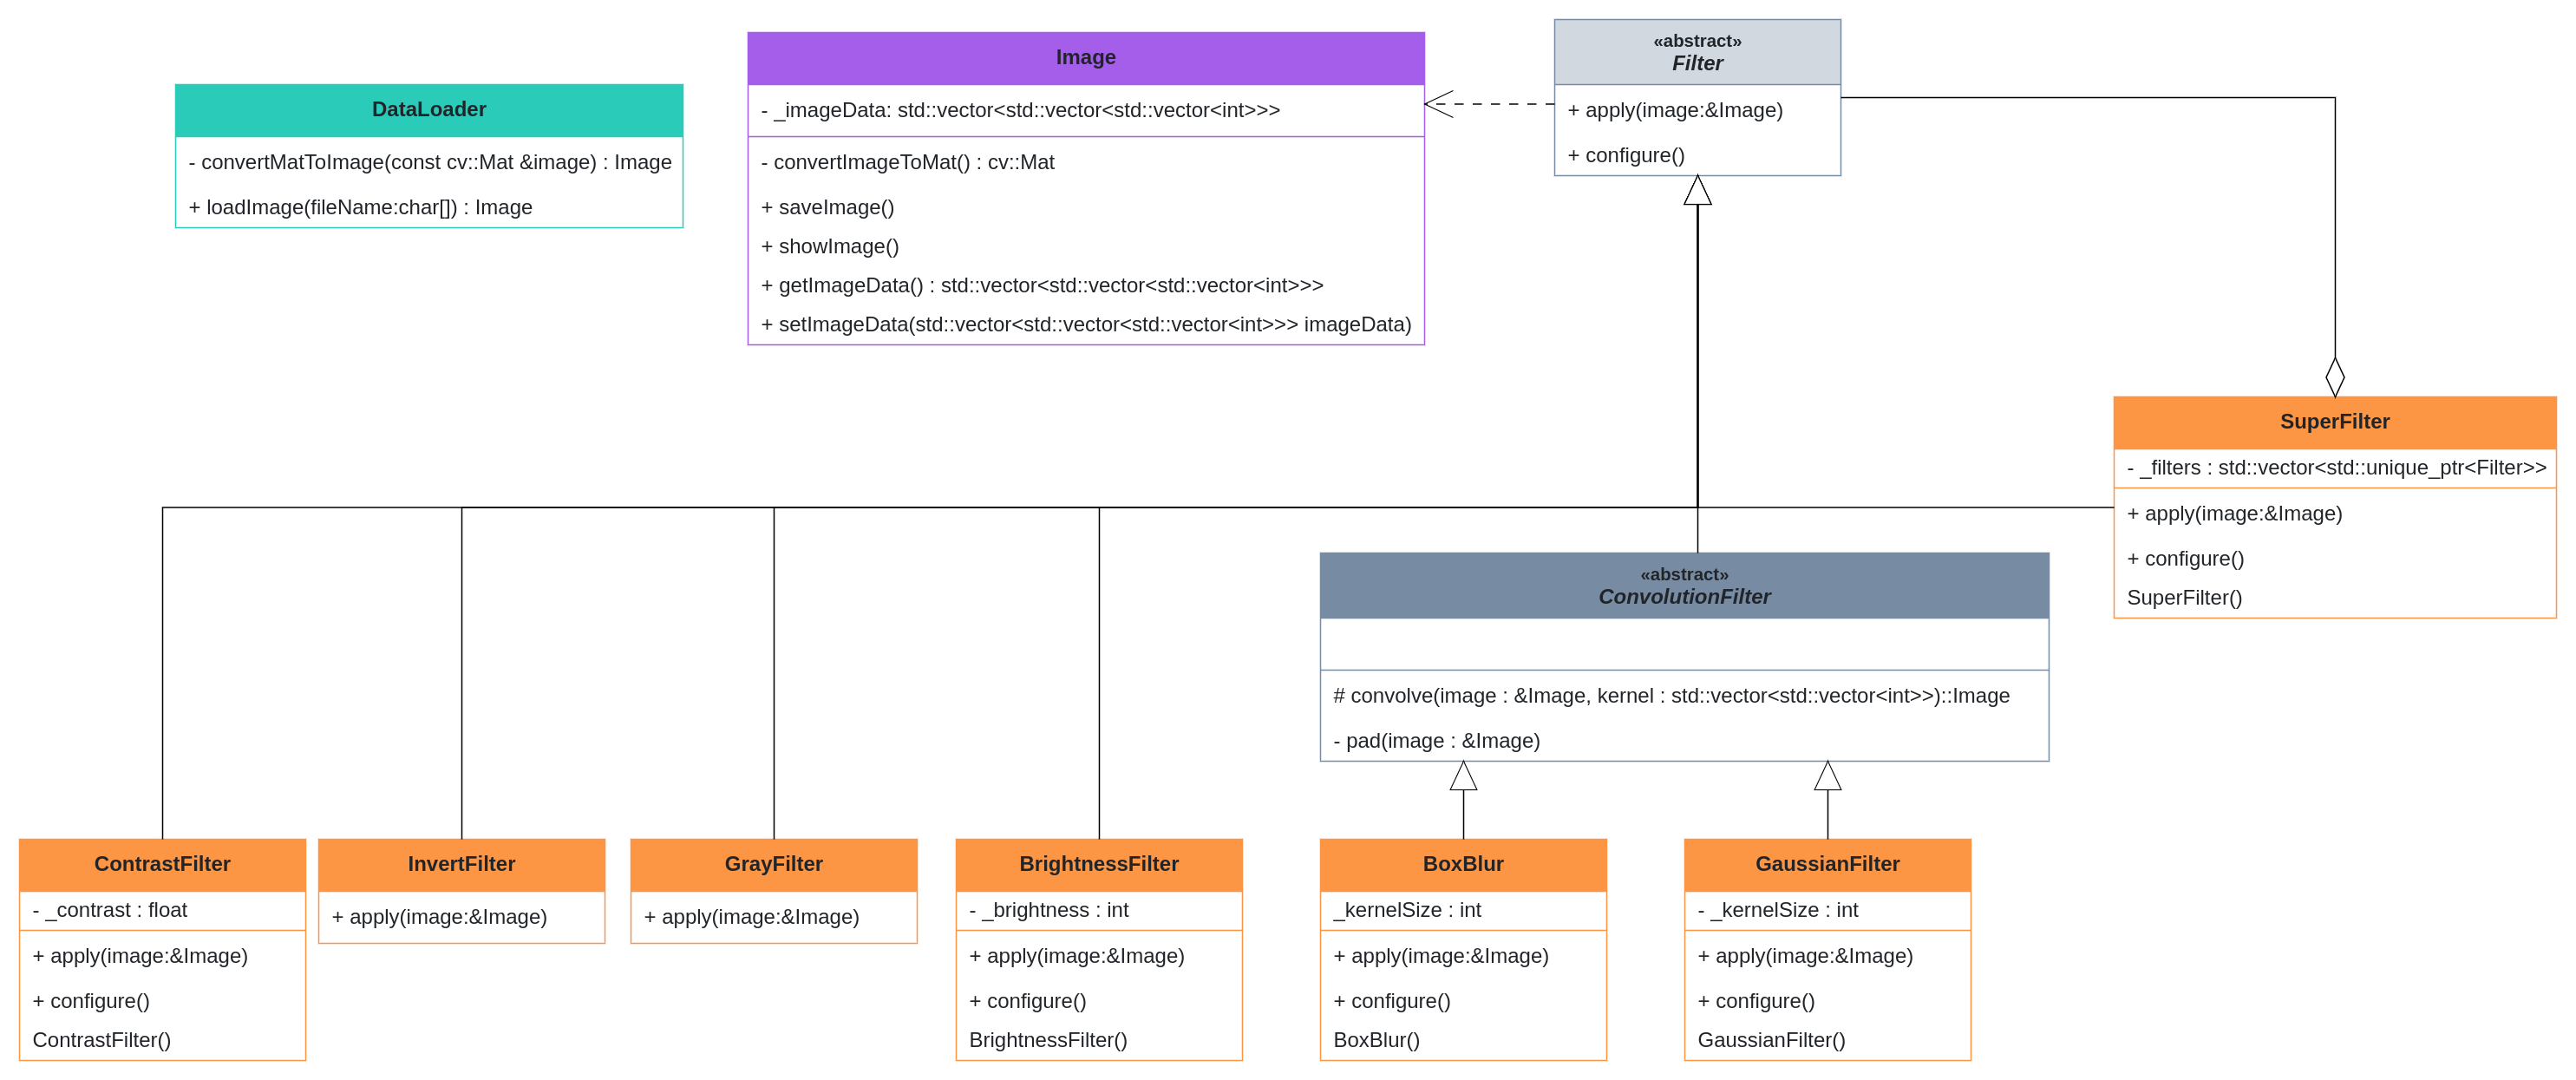 DataLoader
- convertMatToImage(const cv::Mat &image) : Image
+ loadImage(fileName:char[]) : Image
Image
- _imageData: std::vector<std::vector<std::vector<int>>>
- convertImageToMat() : cv::Mat
+ saveImage()
+ showImage()
+ getImageData() : std::vector<std::vector<std::vector<int>>>
+ setImageData(std::vector<std::vector<std::vector<int>>> imageData)
«abstract»
Filter
+ apply(image:&Image)
+ configure()
SuperFilter
- _filters : std::vector<std::unique_ptr<Filter>>
+ apply(image:&Image)
+ configure()
SuperFilter()
«abstract»
ConvolutionFilter
# convolve(image : &Image, kernel : std::vector<std::vector<int>>)::Image
- pad(image : &Image)
ContrastFilter
- _contrast : float
+ apply(image:&Image)
+ configure()
ContrastFilter()
InvertFilter
+ apply(image:&Image)
GrayFilter
+ apply(image:&Image)
BrightnessFilter
- _brightness : int
+ apply(image:&Image)
+ configure()
BrightnessFilter()
BoxBlur
_kernelSize : int
+ apply(image:&Image)
+ configure()
BoxBlur()
GaussianFilter
- _kernelSize : int
+ apply(image:&Image)
+ configure()
GaussianFilter()